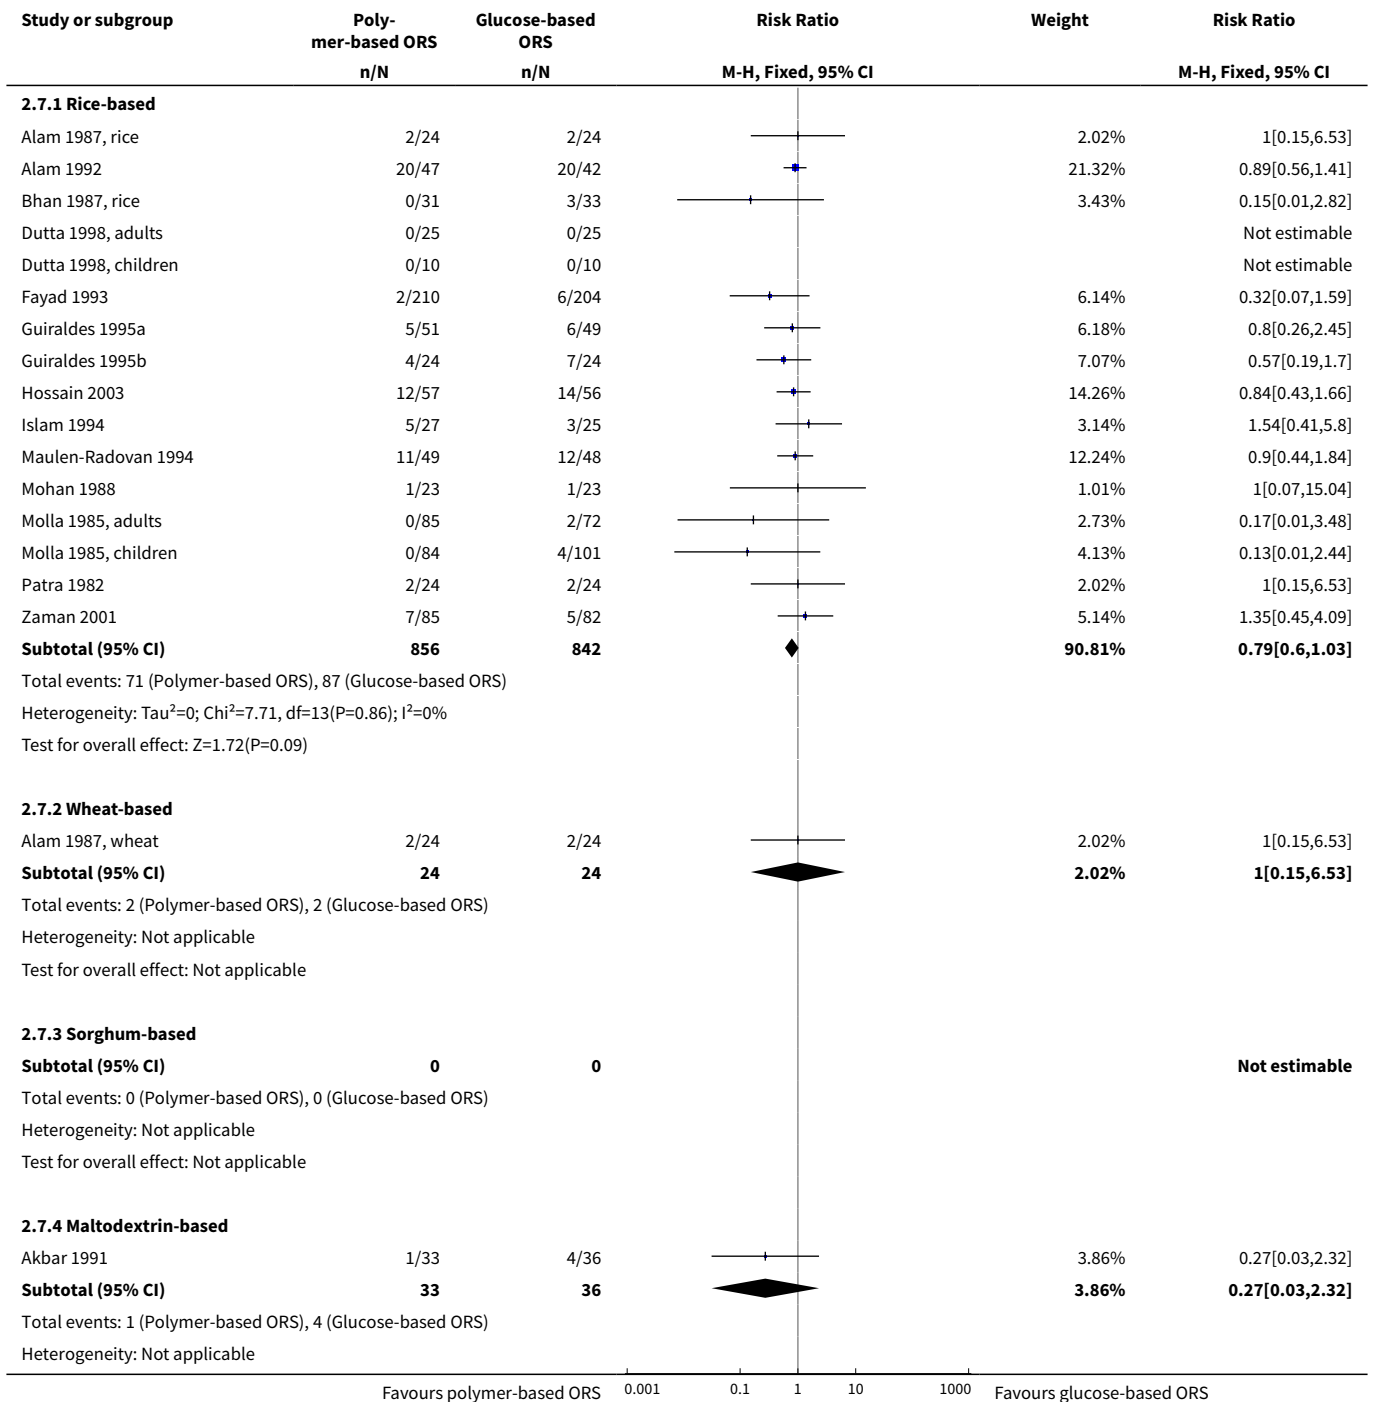 Study or subgroup Poly- Glucose-based Risk Ratio Weight Risk Ratio
mer-based ORS ORS
n/N n/N M-H, Fixed, 95% CI M-H, Fixed, 95% CI
2.7.1 Rice-based
Alam 1987, rice 2/24 2/24 2.02% 1[0.15,6.53]
Alam 1992 20/47 20/42 21.32% 0.89[0.56,1.41]
Bhan 1987, rice 0/31 3/33 3.43% 0.15[0.01,2.82]
Dutta 1998, adults 0/25 0/25 Not estimable
Dutta 1998, children 0/10 0/10 Not estimable
Fayad 1993 2/210 6/204 6.14% 0.32[0.07,1.59]
Guiraldes 1995a 5/51 6/49 6.18% 0.8[0.26,2.45]
Guiraldes 1995b 4/24 7/24 7.07% 0.57[0.19,1.7]
Hossain 2003 12/57 14/56 14.26% 0.84[0.43,1.66]
Islam 1994 5/27 3/25 3.14% 1.54[0.41,5.8]
Maulen-Radovan 1994 11/49 12/48 12.24% 0.9[0.44,1.84]
Mohan 1988 1/23 1/23 1.01% 1[0.07,15.04]
Molla 1985, adults 0/85 2/72 2.73% 0.17[0.01,3.48]
Molla 1985, children 0/84 4/101 4.13% 0.13[0.01,2.44]
Patra 1982 2/24 2/24 2.02% 1[0.15,6.53]
Zaman 2001 7/85 5/82 5.14% 1.35[0.45,4.09]
Subtotal (95% CI) 856 842 90.81% 0.79[0.6,1.03]
Total events: 71 (Polymer-based ORS), 87 (Glucose-based ORS)
Heterogeneity: Tau²=0; Chi²=7.71, df=13(P=0.86); I²=0%
Test for overall effect: Z=1.72(P=0.09)
2.7.2 Wheat-based
Alam 1987, wheat 2/24 2/24 2.02% 1[0.15,6.53]
Subtotal (95% CI) 24 24 2.02% 1[0.15,6.53]
Total events: 2 (Polymer-based ORS), 2 (Glucose-based ORS)
Heterogeneity: Not applicable
Test for overall effect: Not applicable
2.7.3 Sorghum-based
Subtotal (95% CI) 0 0 Not estimable
Total events: 0 (Polymer-based ORS), 0 (Glucose-based ORS)
Heterogeneity: Not applicable
Test for overall effect: Not applicable
2.7.4 Maltodextrin-based
Akbar 1991 1/33 4/36 3.86% 0.27[0.03,2.32]
Subtotal (95% CI) 33 36 3.86% 0.27[0.03,2.32]
Total events: 1 (Polymer-based ORS), 4 (Glucose-based ORS)
Heterogeneity: Not applicable
Favours polymer-based ORS 0.001 0.1 1 10 1000 Favours glucose-based ORS